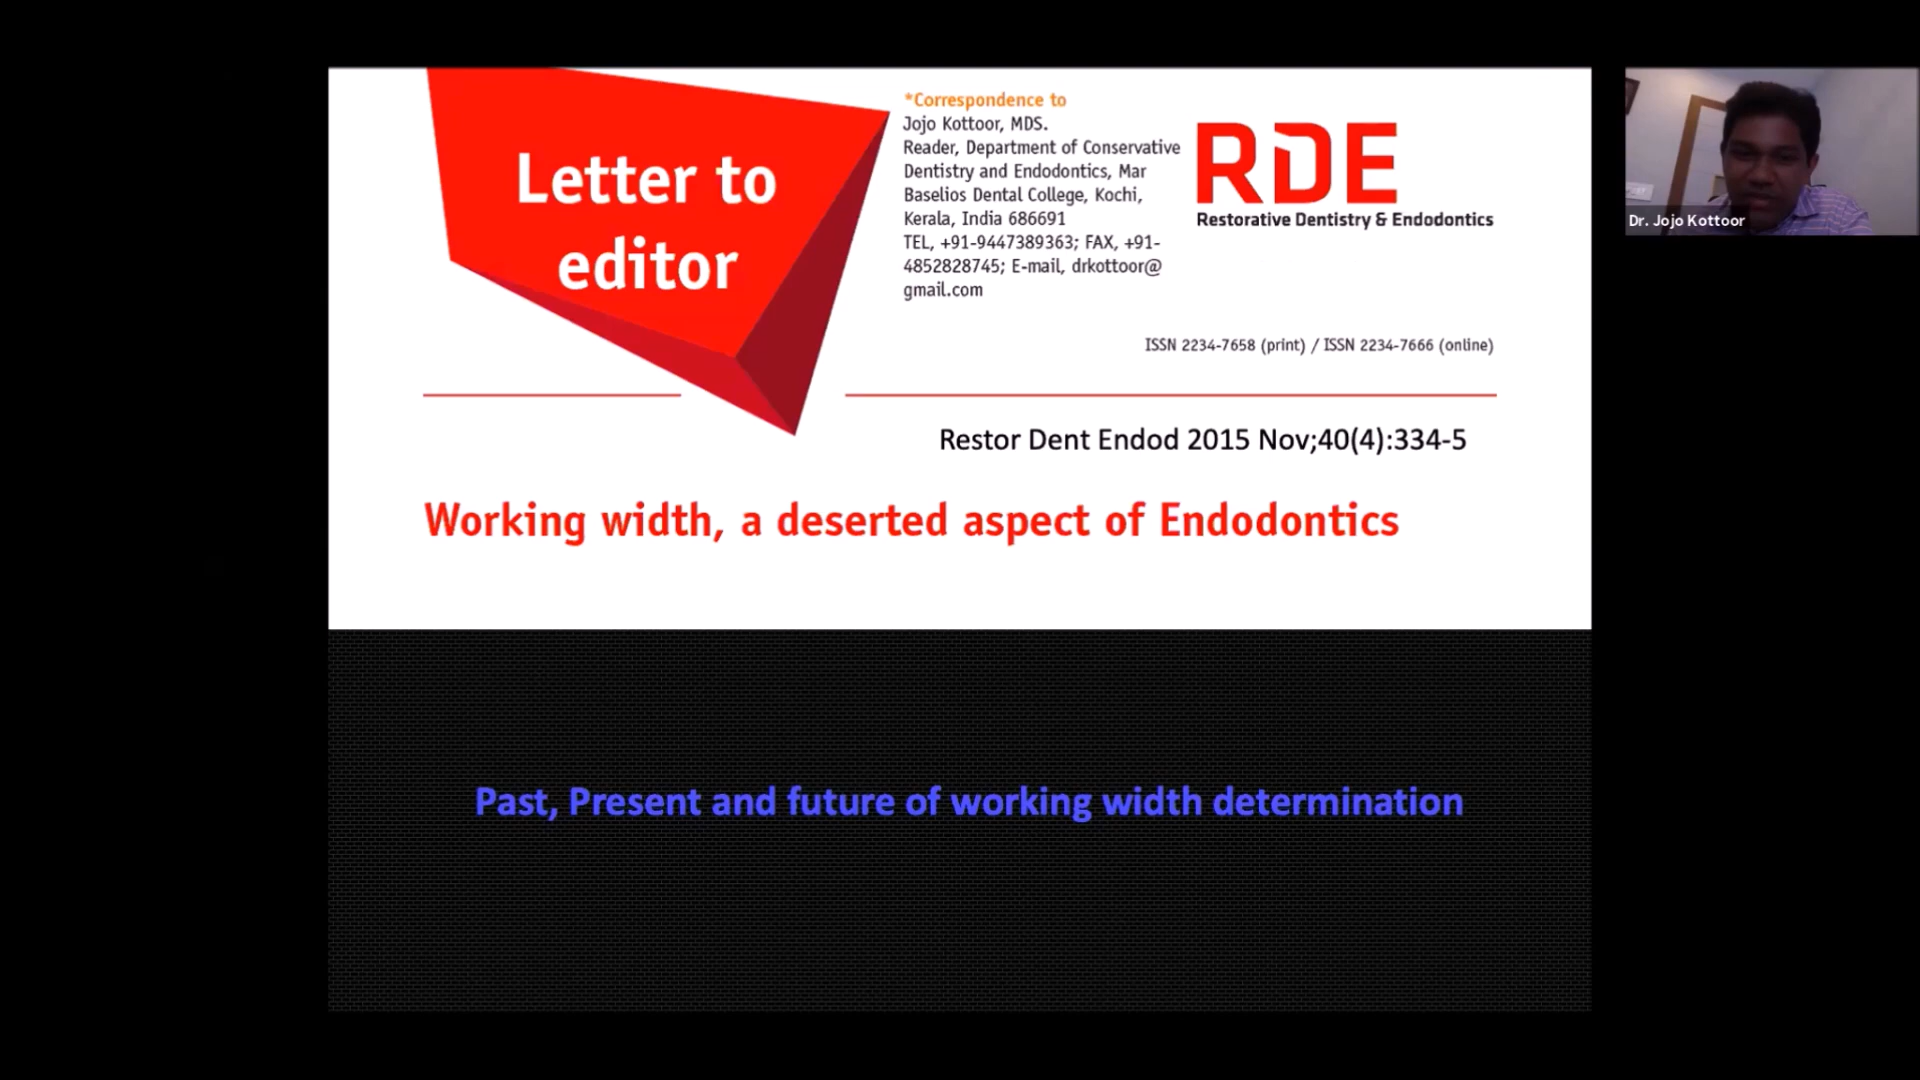 Letter to
editor
*Correspondence to
Jojo Kottoor, MDS.
Reader, Department of Conservative
Dentistry and Endodontics, Mar
Baselios Dental College, Kochi,
Kerala, India 686691
TEL, +91-9447389363; FAX, +91-
4852828745; E-mail, drkottoor@
gmail.com
RDE
Restorative Dentistry & Endodontics
ISSN 2234-7658 (print) / ISSN 2234-7666 (online)
Restor Dent Endod 2015 Nov;40(4):334-5
Working width, a deserted aspect of Endodontics
Past, Present and future of working width determination
Dr. Jojo Kottoor